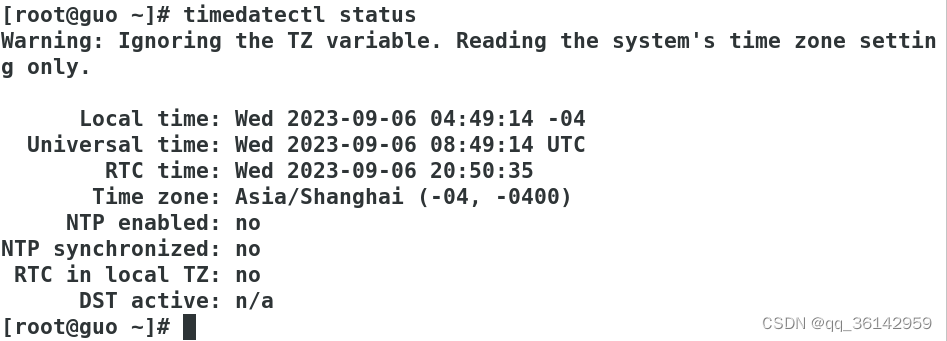 [root@guo ~]# timedatectl status
Warning: Ignoring the TZ variable. Reading the system's time zone settin
g only.
Local time: Wed 2023-09-06 04:49:14 -04
Universal time: Wed 2023-09-06 08:49:14 UTC
RTC time: Wed 2023-09-06 20:50:35
Time zone: Asia/Shanghai (-04, -0400)
NTP enabled: no
NTP synchronized: no
RTC in local TZ: no
DST active: n/a
[root@guo ~]#
CSDN @qq_36142959